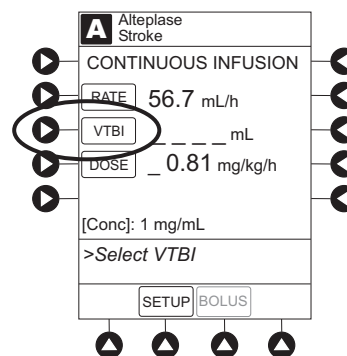 A Alteplase
Stroke
CONTINUOUS INFUSION
RATE 56.7 mL/h
VTBI _ _ _ _ mL
DOSE _ 0.81 mg/kg/h
[Conc]: 1 mg/mL
>Select VTBI
SETUP BOLUS